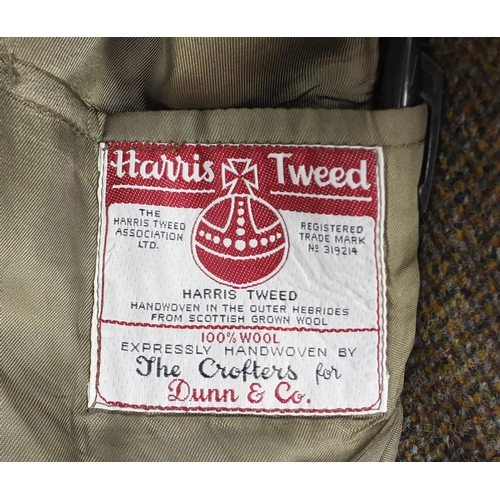 Harris Tweed
THE
HARRIS TWEED
ASSOCIATION
LTD.
REGISTERED
TRADE MARK
No 319214
HARRIS TWEED
HANDWOVEN IN THE OUTER HEBRIDES
FROM SCOTTISH GROWN WOOL
100% WOOL
EXPRESSLY HANDWOVEN BY
The Crofters for
Dunn & Co.